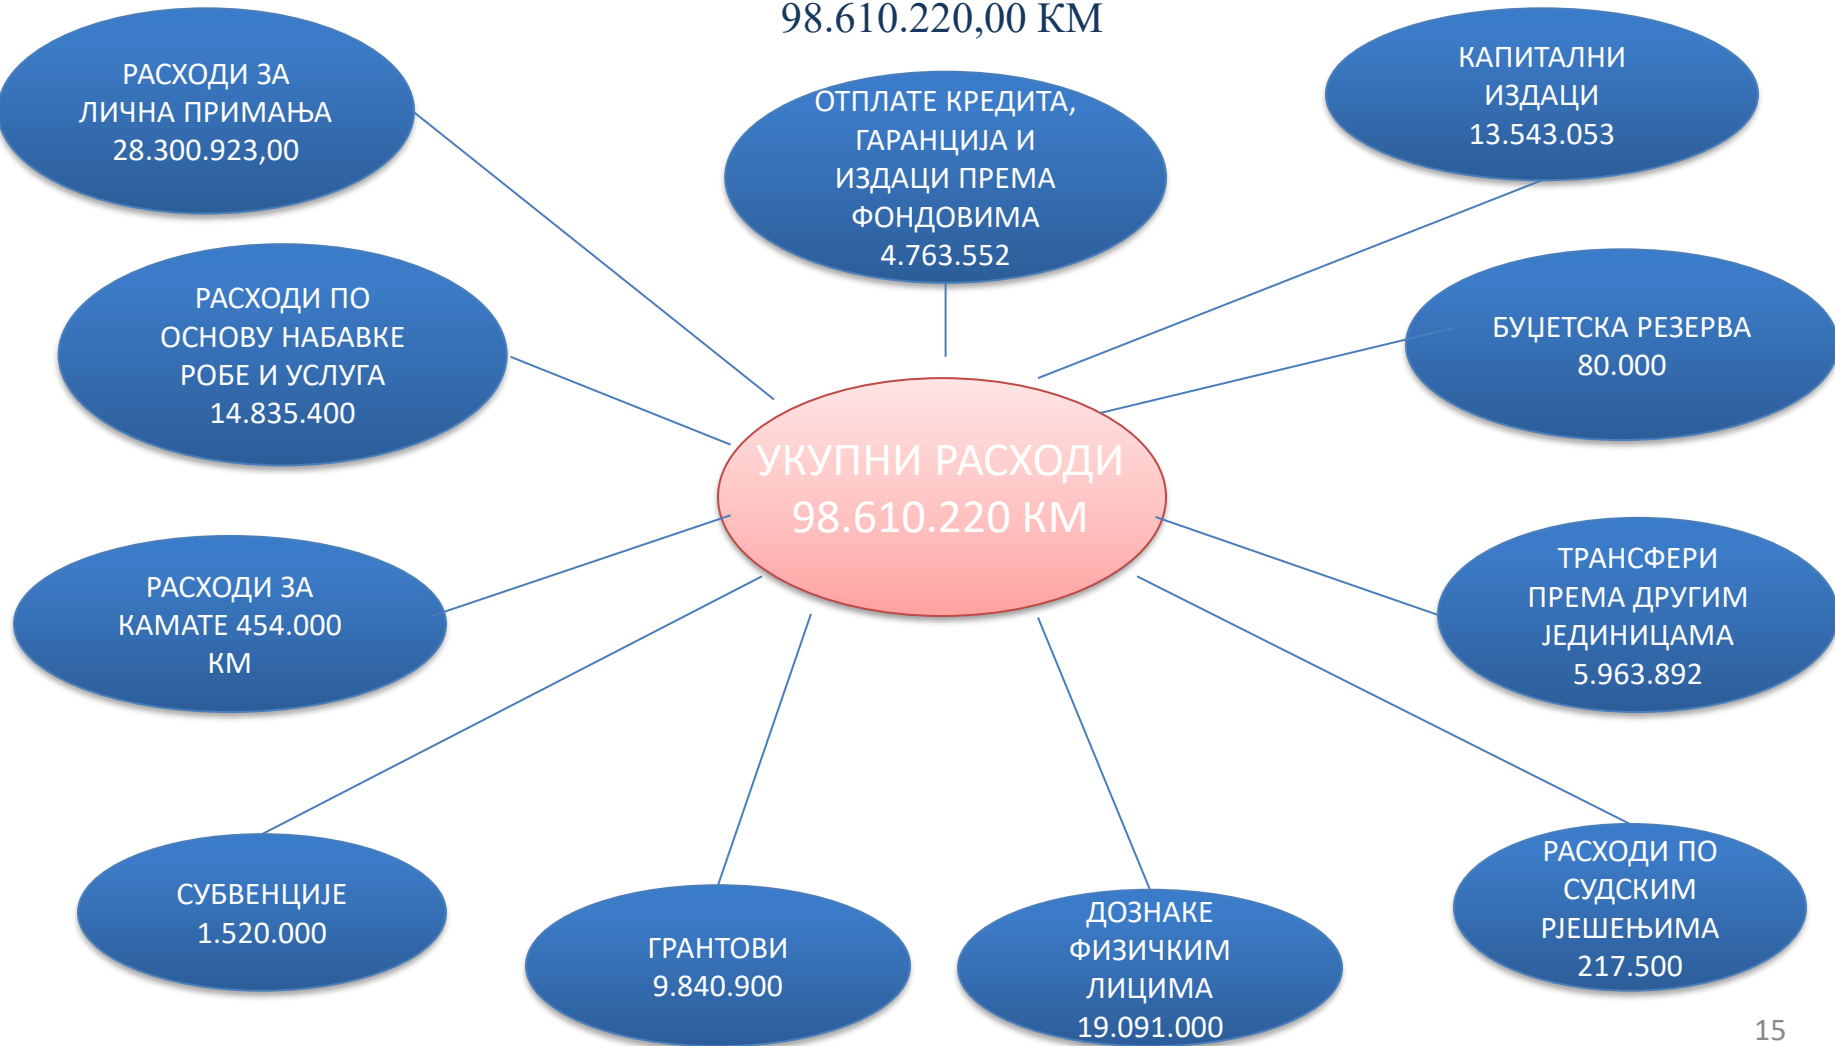 98.610.220,00 КМ
РАСХОДИ ЗА
ЛИЧНА ПРИМАЊА
28.300.923,00
ОТПЛАТЕ КРЕДИТА,
ГАРАНЦИЈА И
ИЗДАЦИ ПРЕМА
ФОНДОВИМА
4.763.552
КАПИТАЛНИ
ИЗДАЦИ
13.543.053
РАСХОДИ ПО
ОСНОВУ НАБАВКЕ
РОБЕ И УСЛУГА
14.835.400
БУЏЕТСКА РЕЗЕРВА
80.000
УКУПНИ РАСХОДИ
98.610.220 КМ
РАСХОДИ ЗА
КАМАТЕ 454.000
КМ
ТРАНСФЕРИ
ПРЕМА ДРУГИМ
ЈЕДИНИЦАМА
5.963.892
СУБВЕНЦИЈЕ
1.520.000
ГРАНТОВИ
9.840.900
ДОЗНАКЕ
ФИЗИЧКИМ
ЛИЦИМА
19.091.000
РАСХОДИ ПО
СУДСКИМ
РЈЕШЕЊИМА
217.500
15